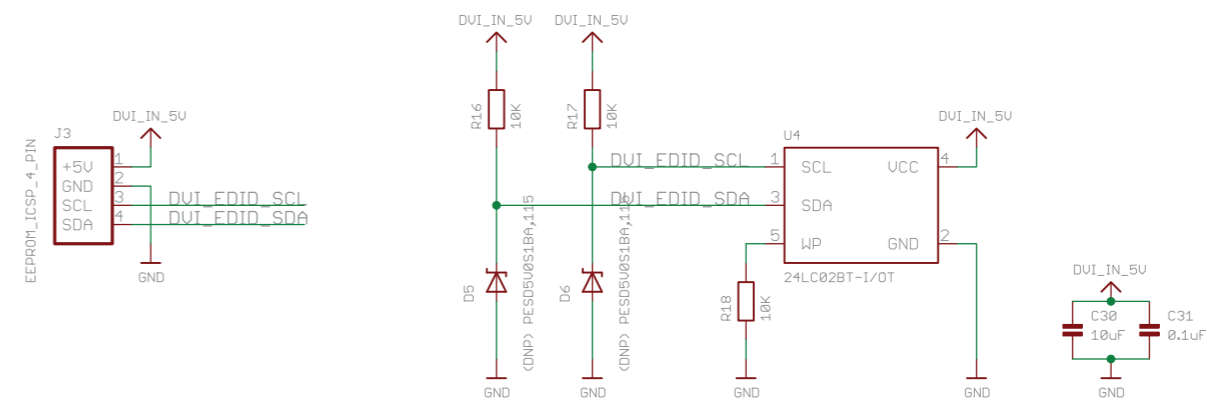 DVI_IN_5V DVI_IN_5V
R16 10K R17 10K
DVI_IN_5V
J3
EEPROM_ICSP_4_PIN
+5V 1
GND 2
SCL 3 DVI_EDID_SCL
SDA 4 DVI_EDID_SDA
GND
DVI_IN_5V
U4
DVI_EDID_SCL 1 SCL VCC 4
DVI_EDID_SDA 3 SDA
5 WP GND 2
24LC02BT-I/OT
D5 (DNP) PESD5V0S1BA,115
D6 (DNP) PESD5V0S1BA,115
R18 10K
DVI_IN_5V
C30 C31
10uF 0.1uF
GND GND GND GND GND